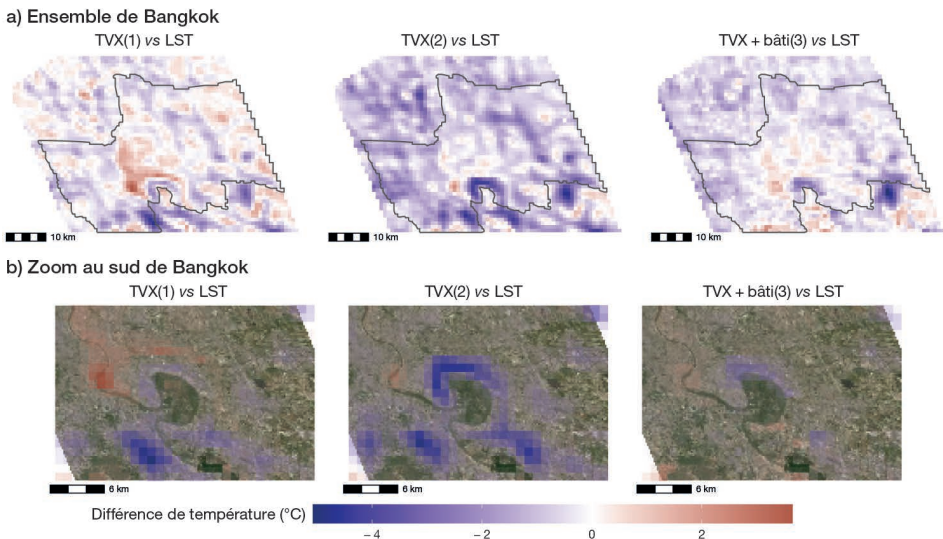 a) Ensemble de Bangkok
TVX(1) vs LST
TVX(2) vs LST
TVX + bâti(3) vs LST
10 km
10 km
10 km
b) Zoom au sud de Bangkok
TVX(1) vs LST
TVX(2) vs LST
TVX + bâti(3) vs LST
6 km
6 km
6 km
Différence de température (°C)
– 4
– 2
0
2